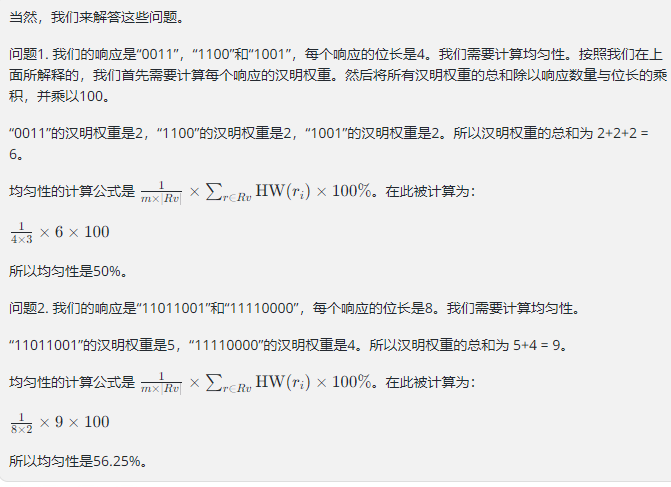 当然，我们来解答这些问题。
问题1. 我们的响应是“0011”，“1100”和“1001”，每个响应的位长是4。我们需要计算均匀性。按照我们在上
面所解释的，我们首先需要计算每个响应的汉明权重。然后将所有汉明权重的总和除以响应数量与位长的乘
积，并乘以100。
“0011”的汉明权重是2，“1100”的汉明权重是2，“1001”的汉明权重是2。所以汉明权重的总和为 2+2+2 =
6。
均匀性的计算公式是 $\frac{1}{m \times |Rv|} \times \sum_{r \in Rv} \mathrm{HW}(r_i) \times 100\%$。在此被计算为：
$\frac{1}{4 \times 3} \times 6 \times 100$
所以均匀性是50%。
问题2. 我们的响应是“11011001”和“11110000”，每个响应的位长是8。我们需要计算均匀性。
“11011001”的汉明权重是5，“11110000”的汉明权重是4。所以汉明权重的总和为 5+4 = 9。
均匀性的计算公式是 $\frac{1}{m \times |Rv|} \times \sum_{r \in Rv} \mathrm{HW}(r_i) \times 100\%$。在此被计算为：
$\frac{1}{8 \times 2} \times 9 \times 100$
所以均匀性是56.25%。